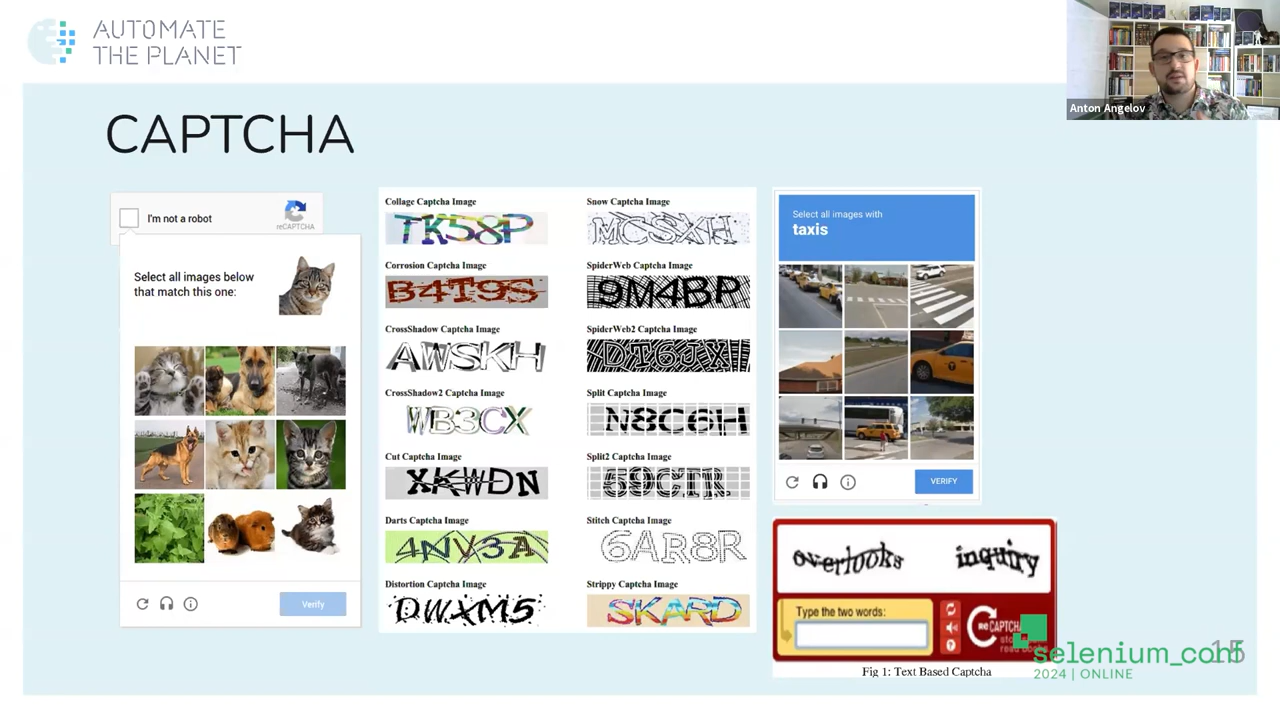 AUTOMATE
THE PLANET
Anton Angelov
CAPTCHA
I'm not a robot
reCAPTCHA
Select all images below
that match this one:
Verify
Collage Captcha Image
TK58P
Corrosion Captcha Image
B4T9S
CrossShadow Captcha Image
AWSKH
CrossShadow2 Captcha Image
WB3CX
Cut Captcha Image
XKWDN
Darts Captcha Image
4NV3A
Distortion Captcha Image
DWXM5
Snow Captcha Image
MCSXH
SpiderWeb Captcha Image
9M4BP
SpiderWeb2 Captcha Image
Split Captcha Image
N8C6H
Split2 Captcha Image
Stitch Captcha Image
6AR8R
Strippy Captcha Image
SKARD
Select all images with
taxis
VERIFY
overlooks inquiry
Type the two words:
reCAPTCHA
Fig 1: Text Based Captcha
selenium_conf
2024 | ONLINE
15